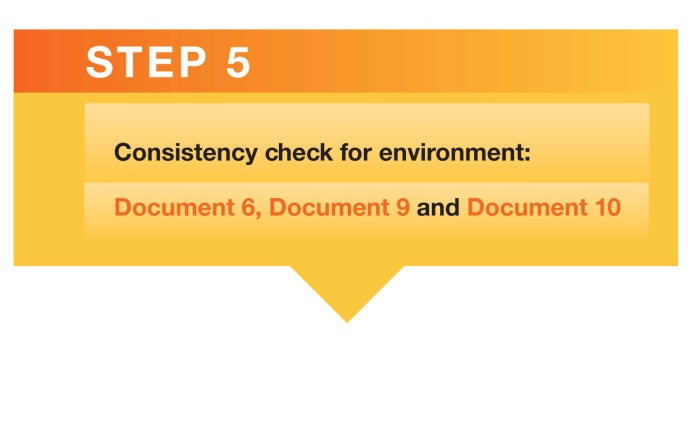 STEP 5
Consistency check for environment:
Document 6, Document 9 and Document 10